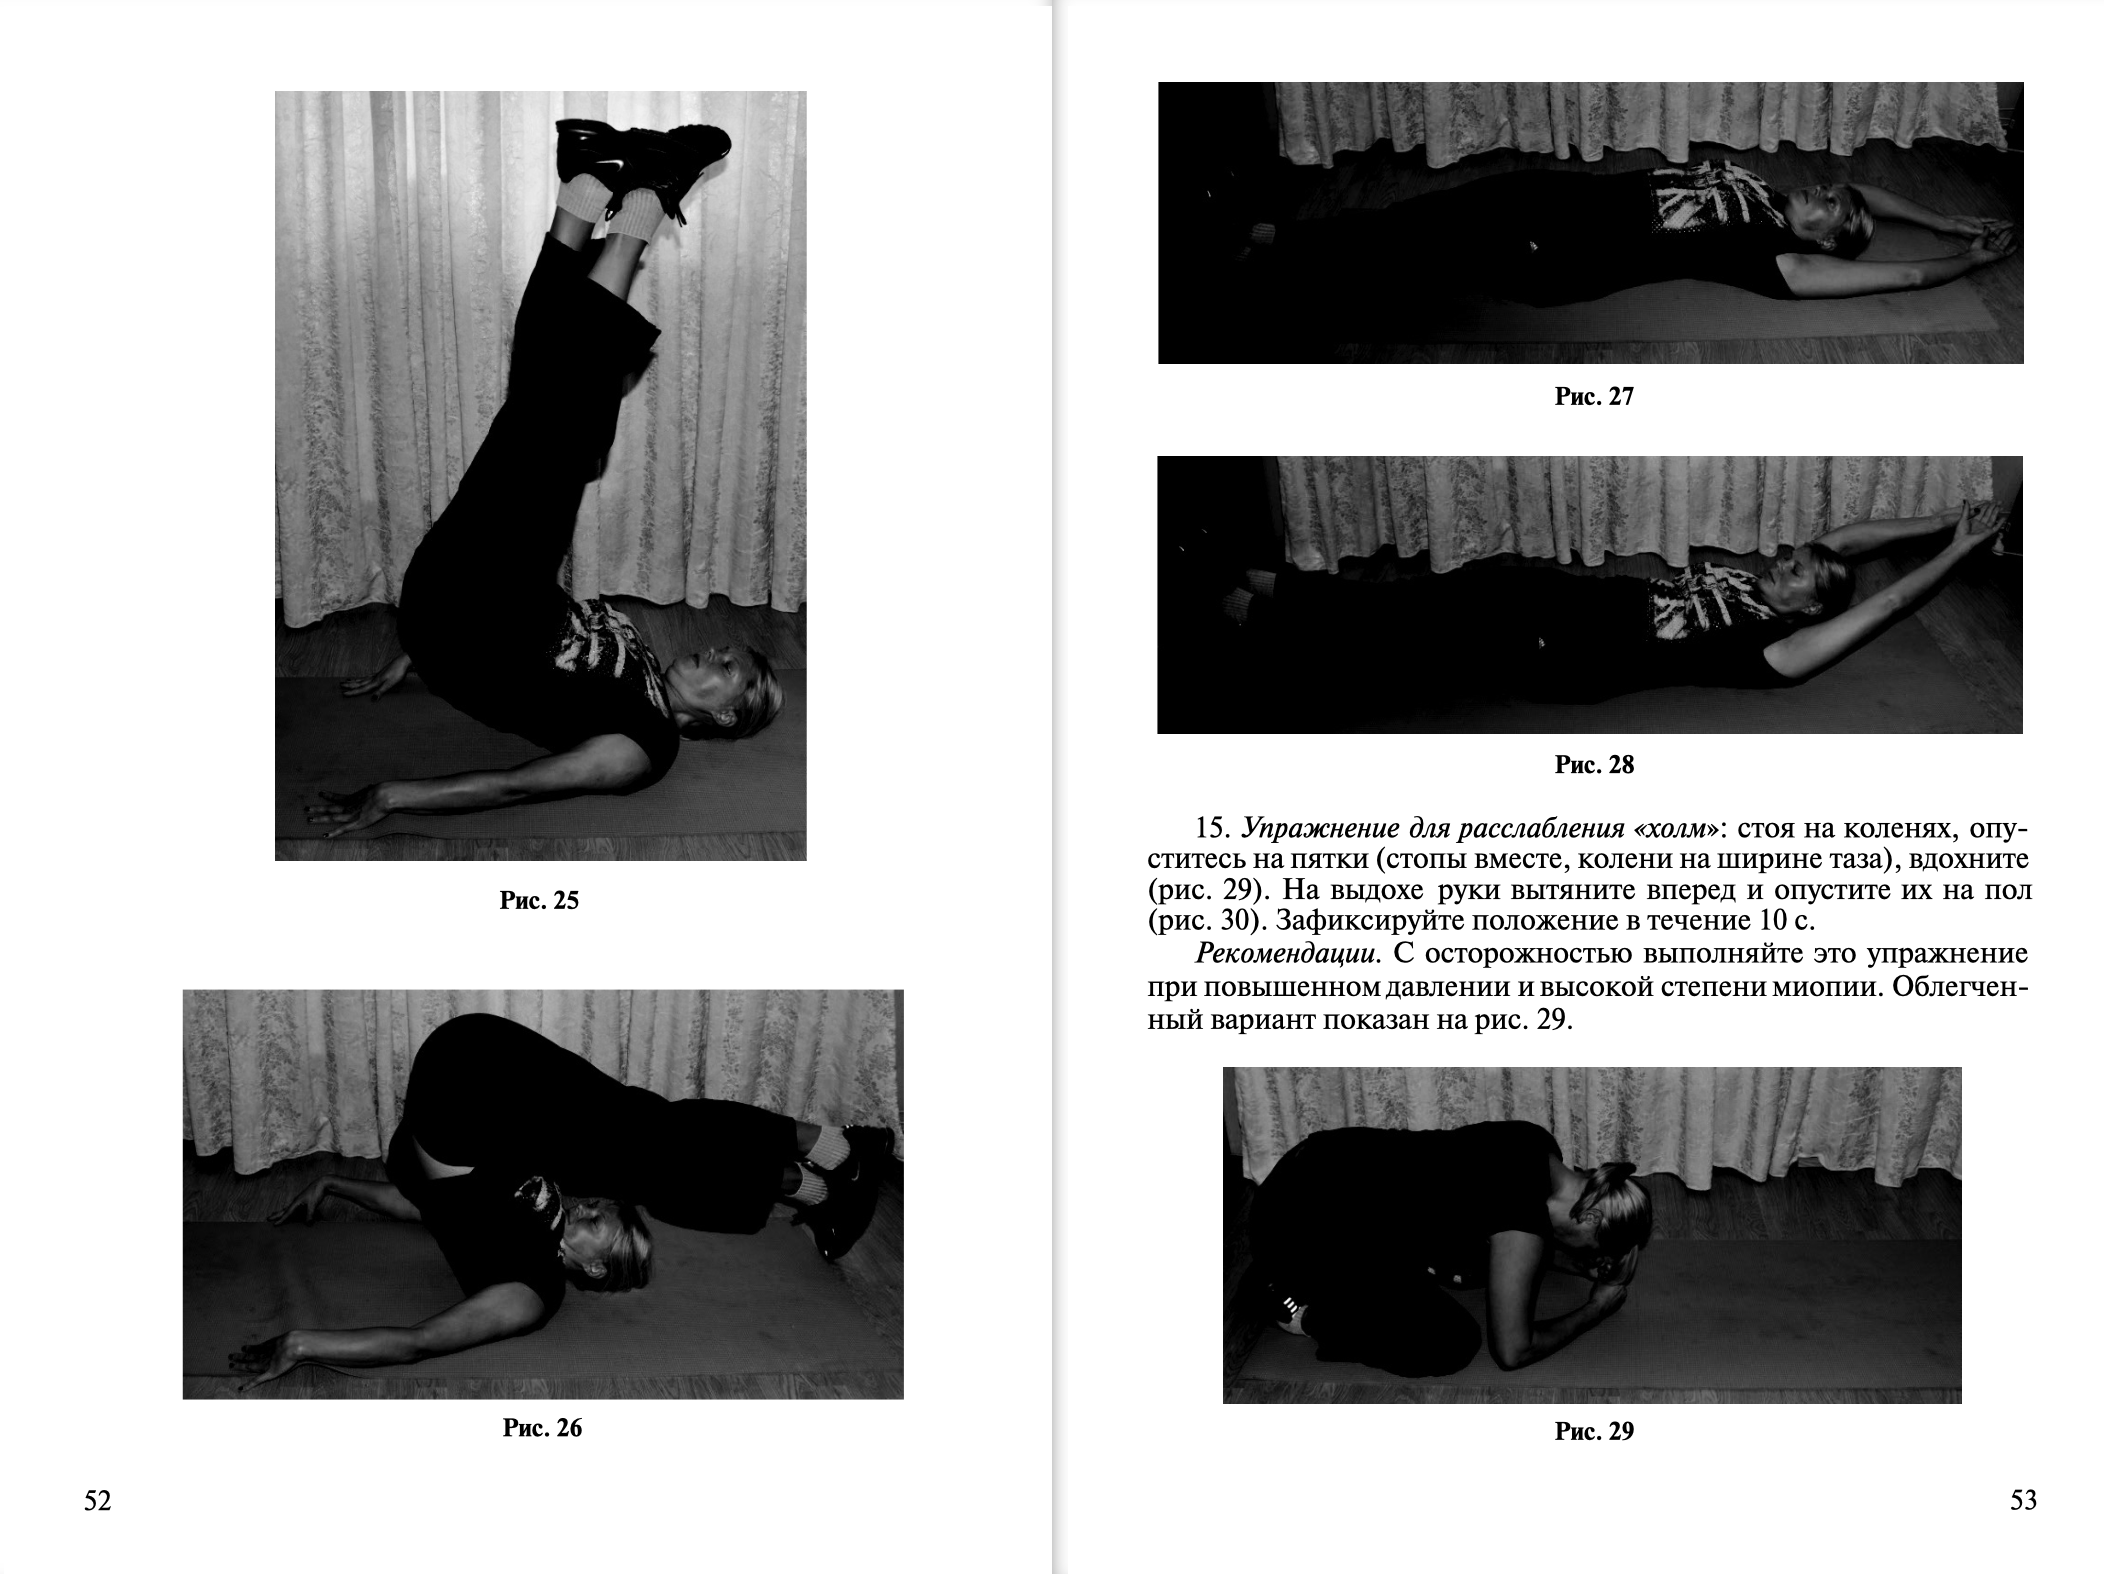 Рис. 25
Рис. 26
52
Рис. 27
Рис. 28
15. Упражнение для расслабления «холм»: стоя на коленях, опу-
ститесь на пятки (стопы вместе, колени на ширине таза), вдохните
(рис. 29). На выдохе руки вытяните вперед и опустите их на пол
(рис. 30). Зафиксируйте положение в течение 10 с.
Рекомендации. С осторожностью выполняйте это упражнение
при повышенном давлении и высокой степени миопии. Облегчен-
ный вариант показан на рис. 29.
Рис. 29
53